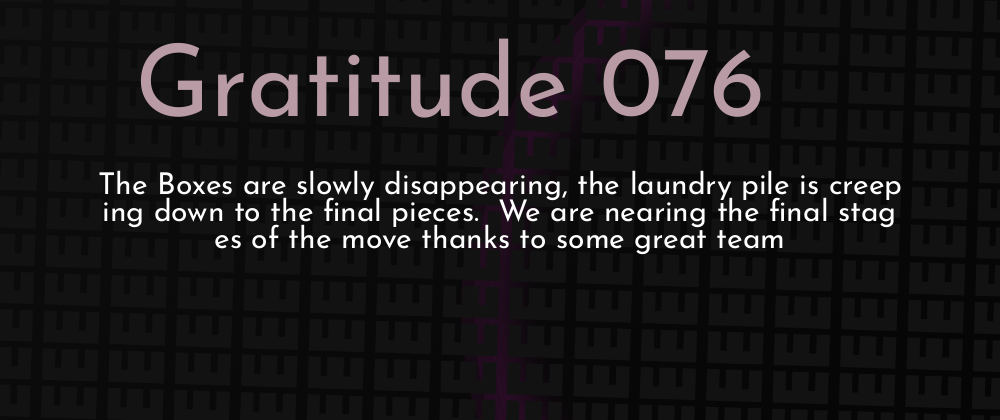 Gratitude 076
The Boxes are slowly disappearing, the laundry pile is creep
ing down to the final pieces.  We are nearing the final stag
es of the move thanks to some great team